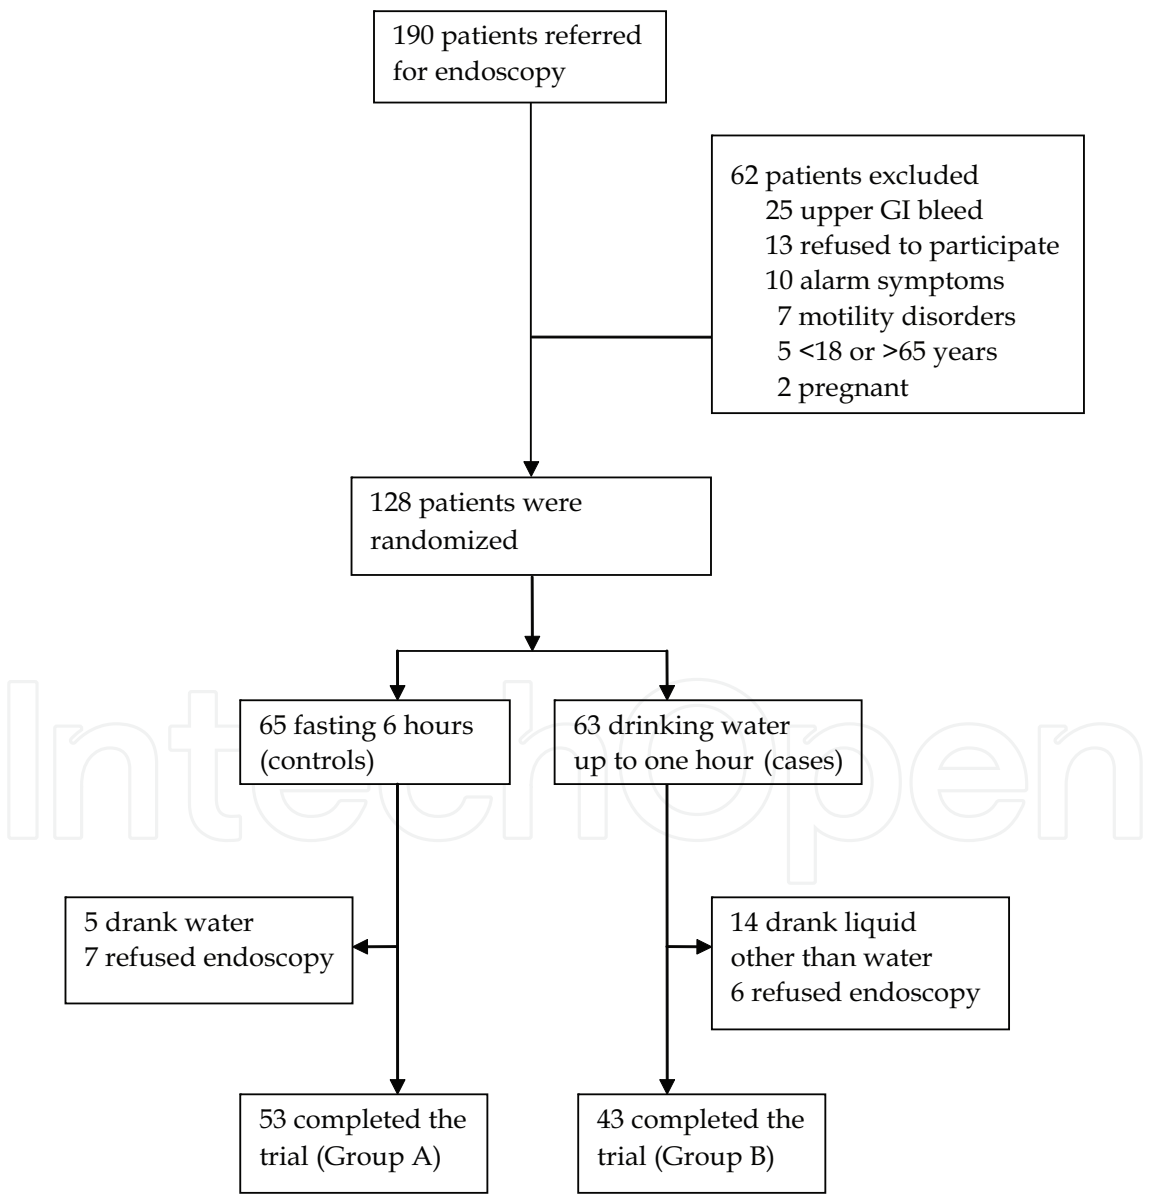 190 patients referred
for endoscopy
62 patients excluded
25 upper GI bleed
13 refused to participate
10 alarm symptoms
7 motility disorders
5 <18 or >65 years
2 pregnant
128 patients were
randomized
65 fasting 6 hours
(controls)
63 drinking water
up to one hour (cases)
IntechOpen
5 drank water
7 refused endoscopy
14 drank liquid
other than water
6 refused endoscopy
53 completed the
trial (Group A)
43 completed the
trial (Group B)